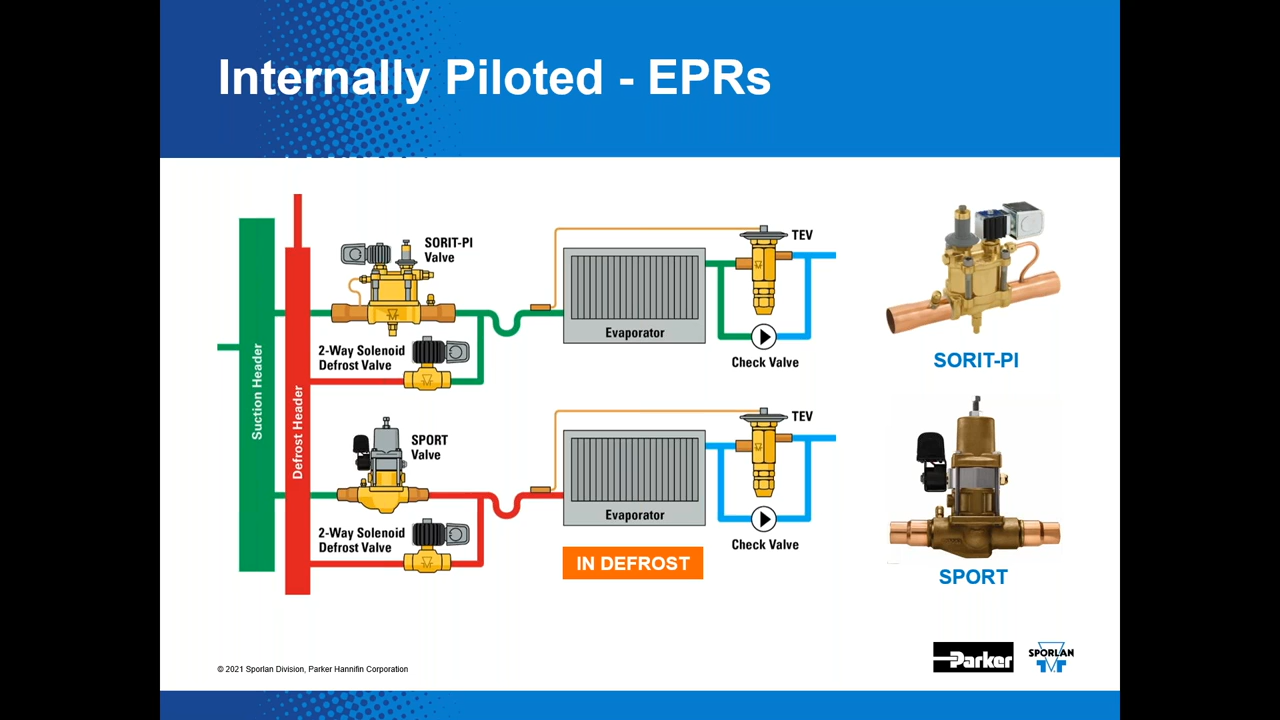 Internally Piloted - EPRs
SORIT-PI
Valve
TEV
Evaporator
2-Way Solenoid
Defrost Valve
Check Valve
SORIT-PI
Suction Header
Defrost Header
SPORT
Valve
TEV
Evaporator
2-Way Solenoid
Defrost Valve
Check Valve
IN DEFROST
SPORT
© 2021 Sporlan Division, Parker Hannifin Corporation
Parker
SPORLAN